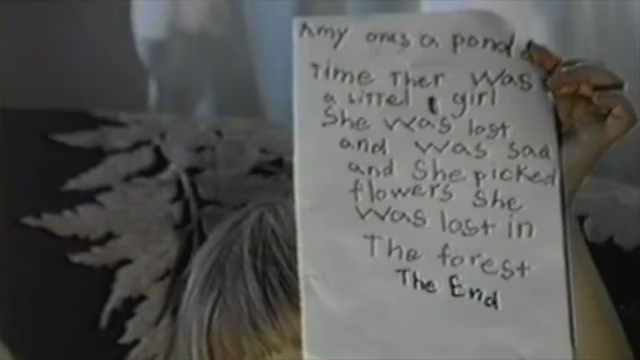 Amy ones a pond a
Time Ther was
a Littel girl
She was lost
and was sad
and She picked
flowers She
was lost in
The forest
The End